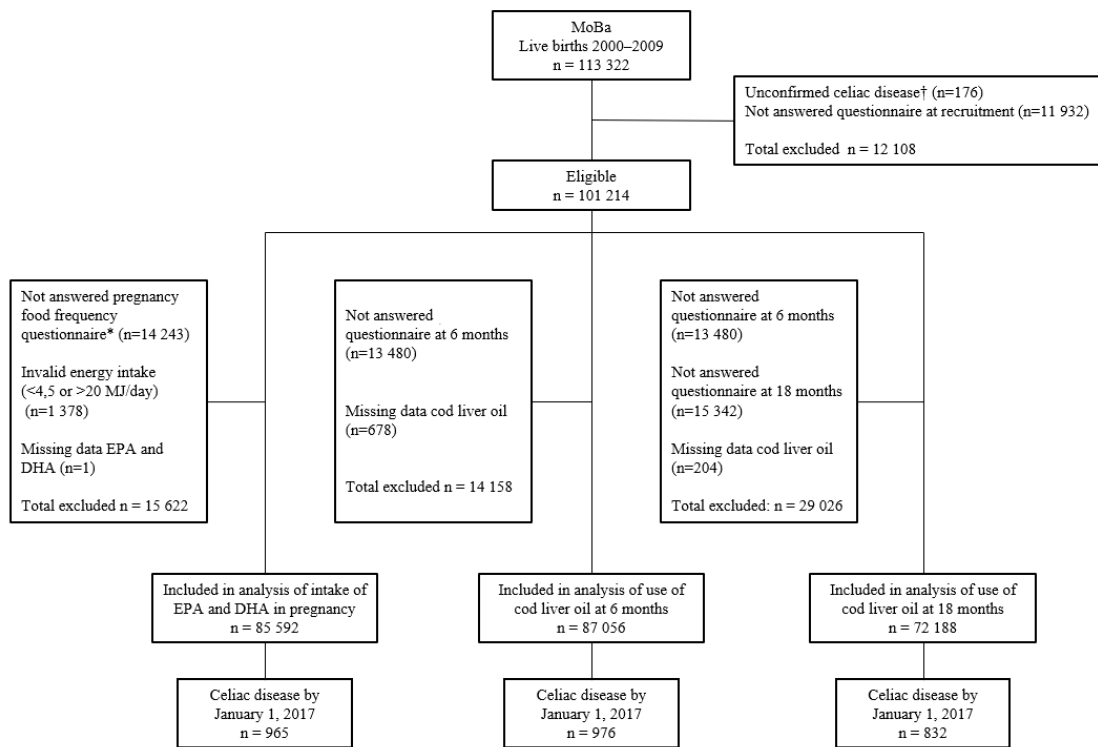 MoBa
Live births 2000–2009
n = 113 322
Unconfirmed celiac disease† (n=176)
Not answered questionnaire at recruitment (n=11 932)
Total excluded n = 12 108
Eligible
n = 101 214
Not answered pregnancy
food frequency
questionnaire* (n=14 243)
Invalid energy intake
(<4,5 or >20 MJ/day)
(n=1 378)
Missing data EPA and
DHA (n=1)
Total excluded n = 15 622
Not answered
questionnaire at 6 months
(n=13 480)
Missing data cod liver oil
(n=678)
Total excluded n = 14 158
Not answered
questionnaire at 6 months
(n=13 480)
Not answered
questionnaire at 18 months
(n=15 342)
Missing data cod liver oil
(n=204)
Total excluded: n = 29 026
Included in analysis of intake of
EPA and DHA in pregnancy
n = 85 592
Included in analysis of use of
cod liver oil at 6 months
n = 87 056
Included in analysis of use of
cod liver oil at 18 months
n = 72 188
Celiac disease by
January 1, 2017
n = 965
Celiac disease by
January 1, 2017
n = 976
Celiac disease by
January 1, 2017
n = 832